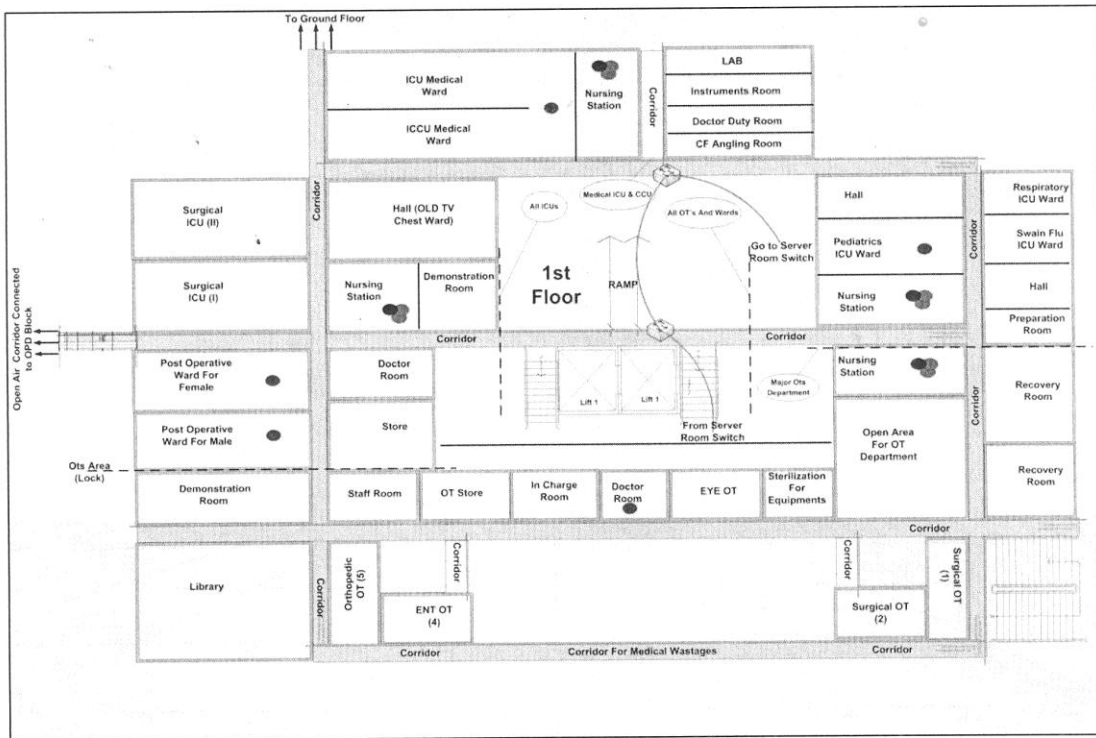 To Ground Floor
ICU Medical
Ward
ICCU Medical
Ward
Nursing
Station
Corridor
LAB
Instruments Room
Doctor Duty Room
CF Angling Room
Surgical
ICU (II)
Corridor
Hall (OLD TV
Chest Ward)
All ICUs
Medical ICU & CCU
All OT's And Wards
Go to Server
Room Switch
Hall
Pediatrics
ICU Ward
Nursing
Station
Corridor
Respiratory
ICU Ward
Swain Flu
ICU Ward
Hall
Preparation
Room
Surgical
ICU (I)
Nursing
Station
Demonstration
Room
1st
Floor
RAMP
Open Air Corridor Connected
to OPD Block
Corridor
Corridor
Post Operative
Ward For
Female
Doctor
Room
Lift 1
Lift 1
Major Ots
Department
Nursing
Station
Recovery
Room
Corridor
Post Operative
Ward For Male
Store
From Server
Room Switch
Open Area
For OT
Department
Ots Area
(Lock)
Demonstration
Room
Staff Room
OT Store
In Charge
Room
Doctor
Room
EYE OT
Sterilization
For
Equipments
Recovery
Room
Corridor
Library
Corridor
Orthopedic
OT (5)
Corridor
ENT OT
(4)
Corridor
Surgical OT
(2)
Surgical OT
(1)
Corridor
Corridor For Medical Wastages
Corridor